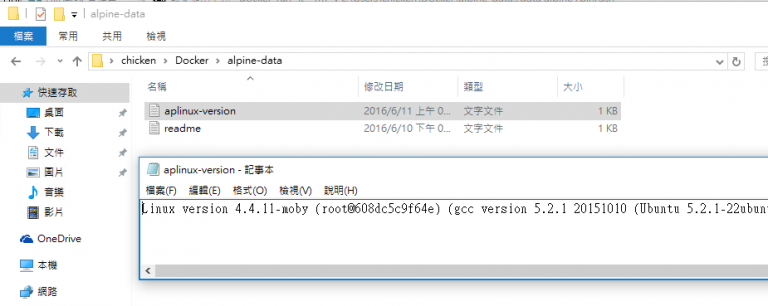 alpine-data
檔案 常用 共用 檢視
chicken Docker alpine-data
名稱 修改日期 類型 大小
快速存取
桌面
下載
文件
圖片
音樂
影片
OneDrive
本機
網路
aplinux-version 2016/6/11 上午 0... 文字文件 1 KB
readme 2016/6/10 下午 0... 文字文件 1 KB
aplinux-version - 記事本
檔案(F) 編輯(E) 格式(O) 檢視(V) 說明(H)
Linux version 4.4.11-moby (root@608dc5c9f64e) (gcc version 5.2.1 20151010 (Ubuntu 5.2.1-22ubun